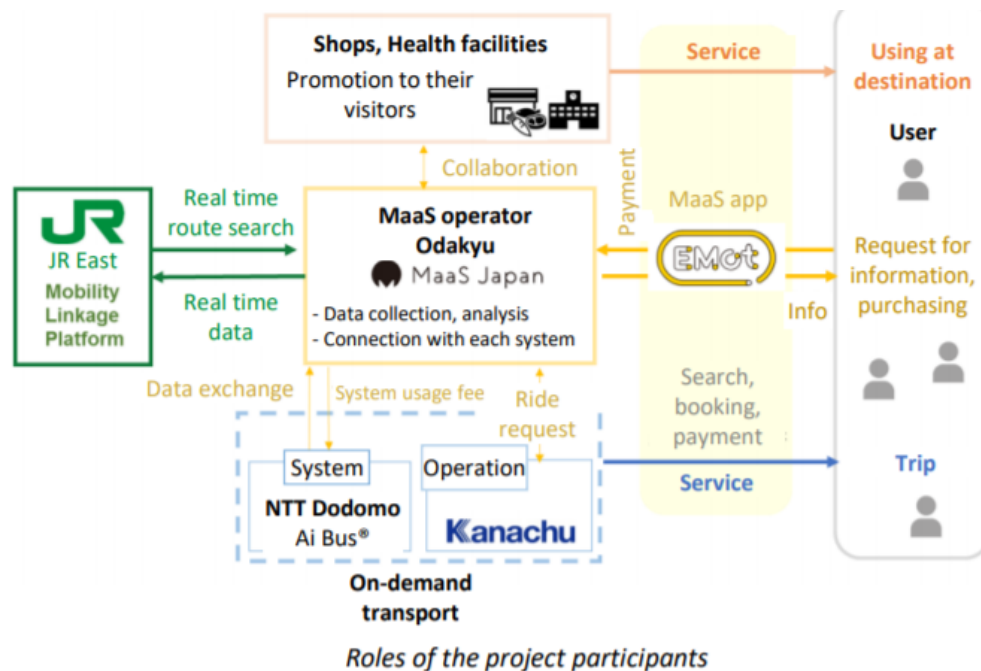 Shops, Health facilities
Promotion to their
visitors
Service
Using at
destination
User
Collaboration
Payment
MaaS app
JR
JR East
Mobility
Linkage
Platform
Real time
route search
Real time
data
MaaS operator
Odakyu
MaaS Japan
- Data collection, analysis
- Connection with each system
EMot
Request for
information,
purchasing
Info
Data exchange
System usage fee
Ride
request
Search,
booking,
payment
System
NTT Dodomo
Ai Bus®
Operation
Kanachu
Service
Trip
On-demand
transport
Roles of the project participants